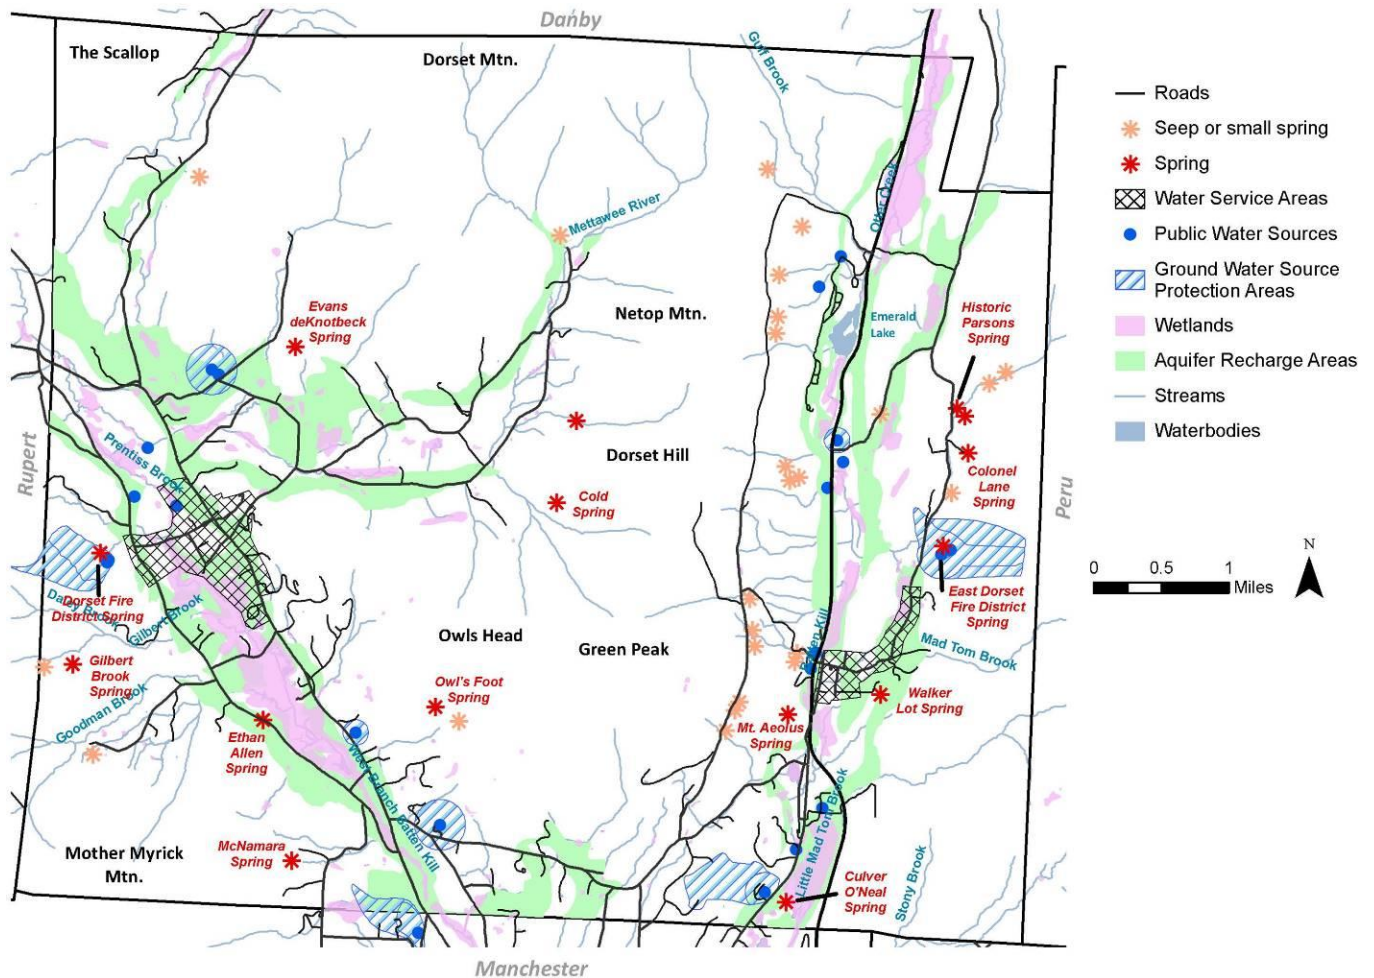 Danby
The Scallop
Dorset Mtn.
Gulf Brook
Otter Creek
Mettawee River
Evans
deKnotbeck
Spring
Netop Mtn.
Emerald
Lake
Historic
Parsons
Spring
Rupert
Prentiss Brook
Dorset Hill
Cold
Spring
Colonel
Lane
Spring
Peru
Dorset Fire
District Spring
Gilbert Brook
East Dorset
Fire District
Spring
Owls Head
Green Peak
Batten Kill
Mad Tom Brook
Gilbert
Brook
Spring
Goodman Brook
Owl's Foot
Spring
Walker
Lot Spring
Ethan
Allen
Spring
Mt. Aeolus
Spring
West Branch Batten Kill
Little Mad Tom Brook
McNamara
Spring
Mother Myrick
Mtn.
Culver
O'Neal
Spring
Stony Brook
Manchester
Roads
Seep or small spring
Spring
Water Service Areas
Public Water Sources
Ground Water Source
Protection Areas
Wetlands
Aquifer Recharge Areas
Streams
Waterbodies
N
0 0.5 1
Miles